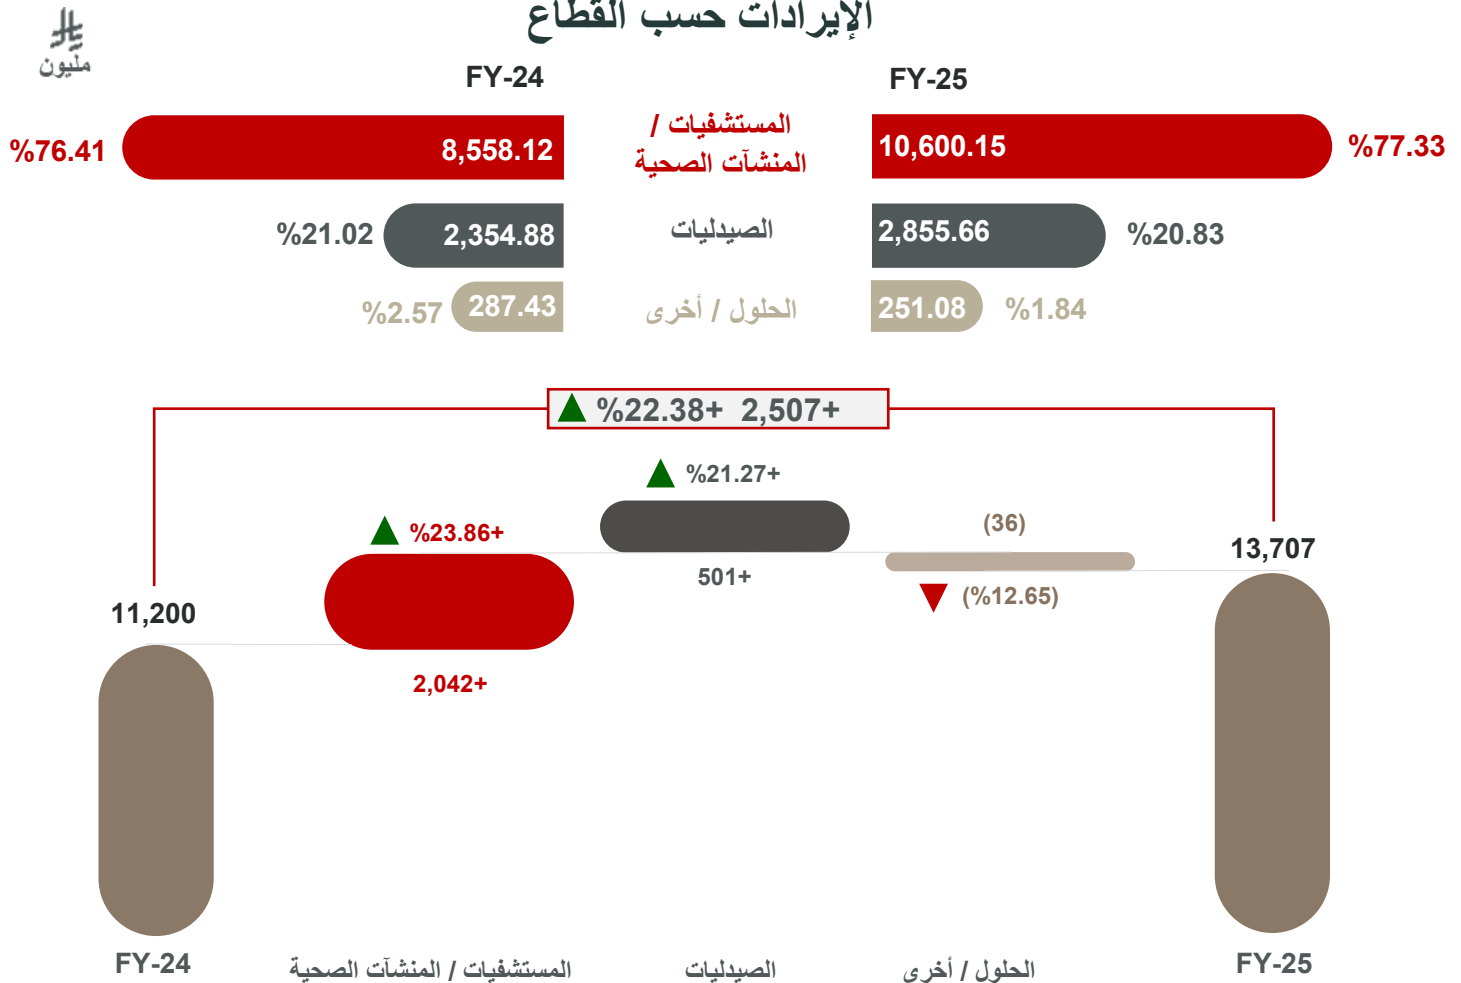 الإيرادات حسب القطاع
مليون
FY-24
FY-25
%76.41
8,558.12
المستشفيات /
المنشآت الصحية
10,600.15
%77.33
%21.02
2,354.88
الصيدليات
2,855.66
%20.83
%2.57
287.43
الحلول / أخرى
251.08
%1.84
%22.38+ 2,507+
%21.27+
%23.86+
(36)
501+
13,707
(%12.65)
11,200
2,042+
FY-24
المستشفيات / المنشآت الصحية
الصيدليات
الحلول / أخرى
FY-25